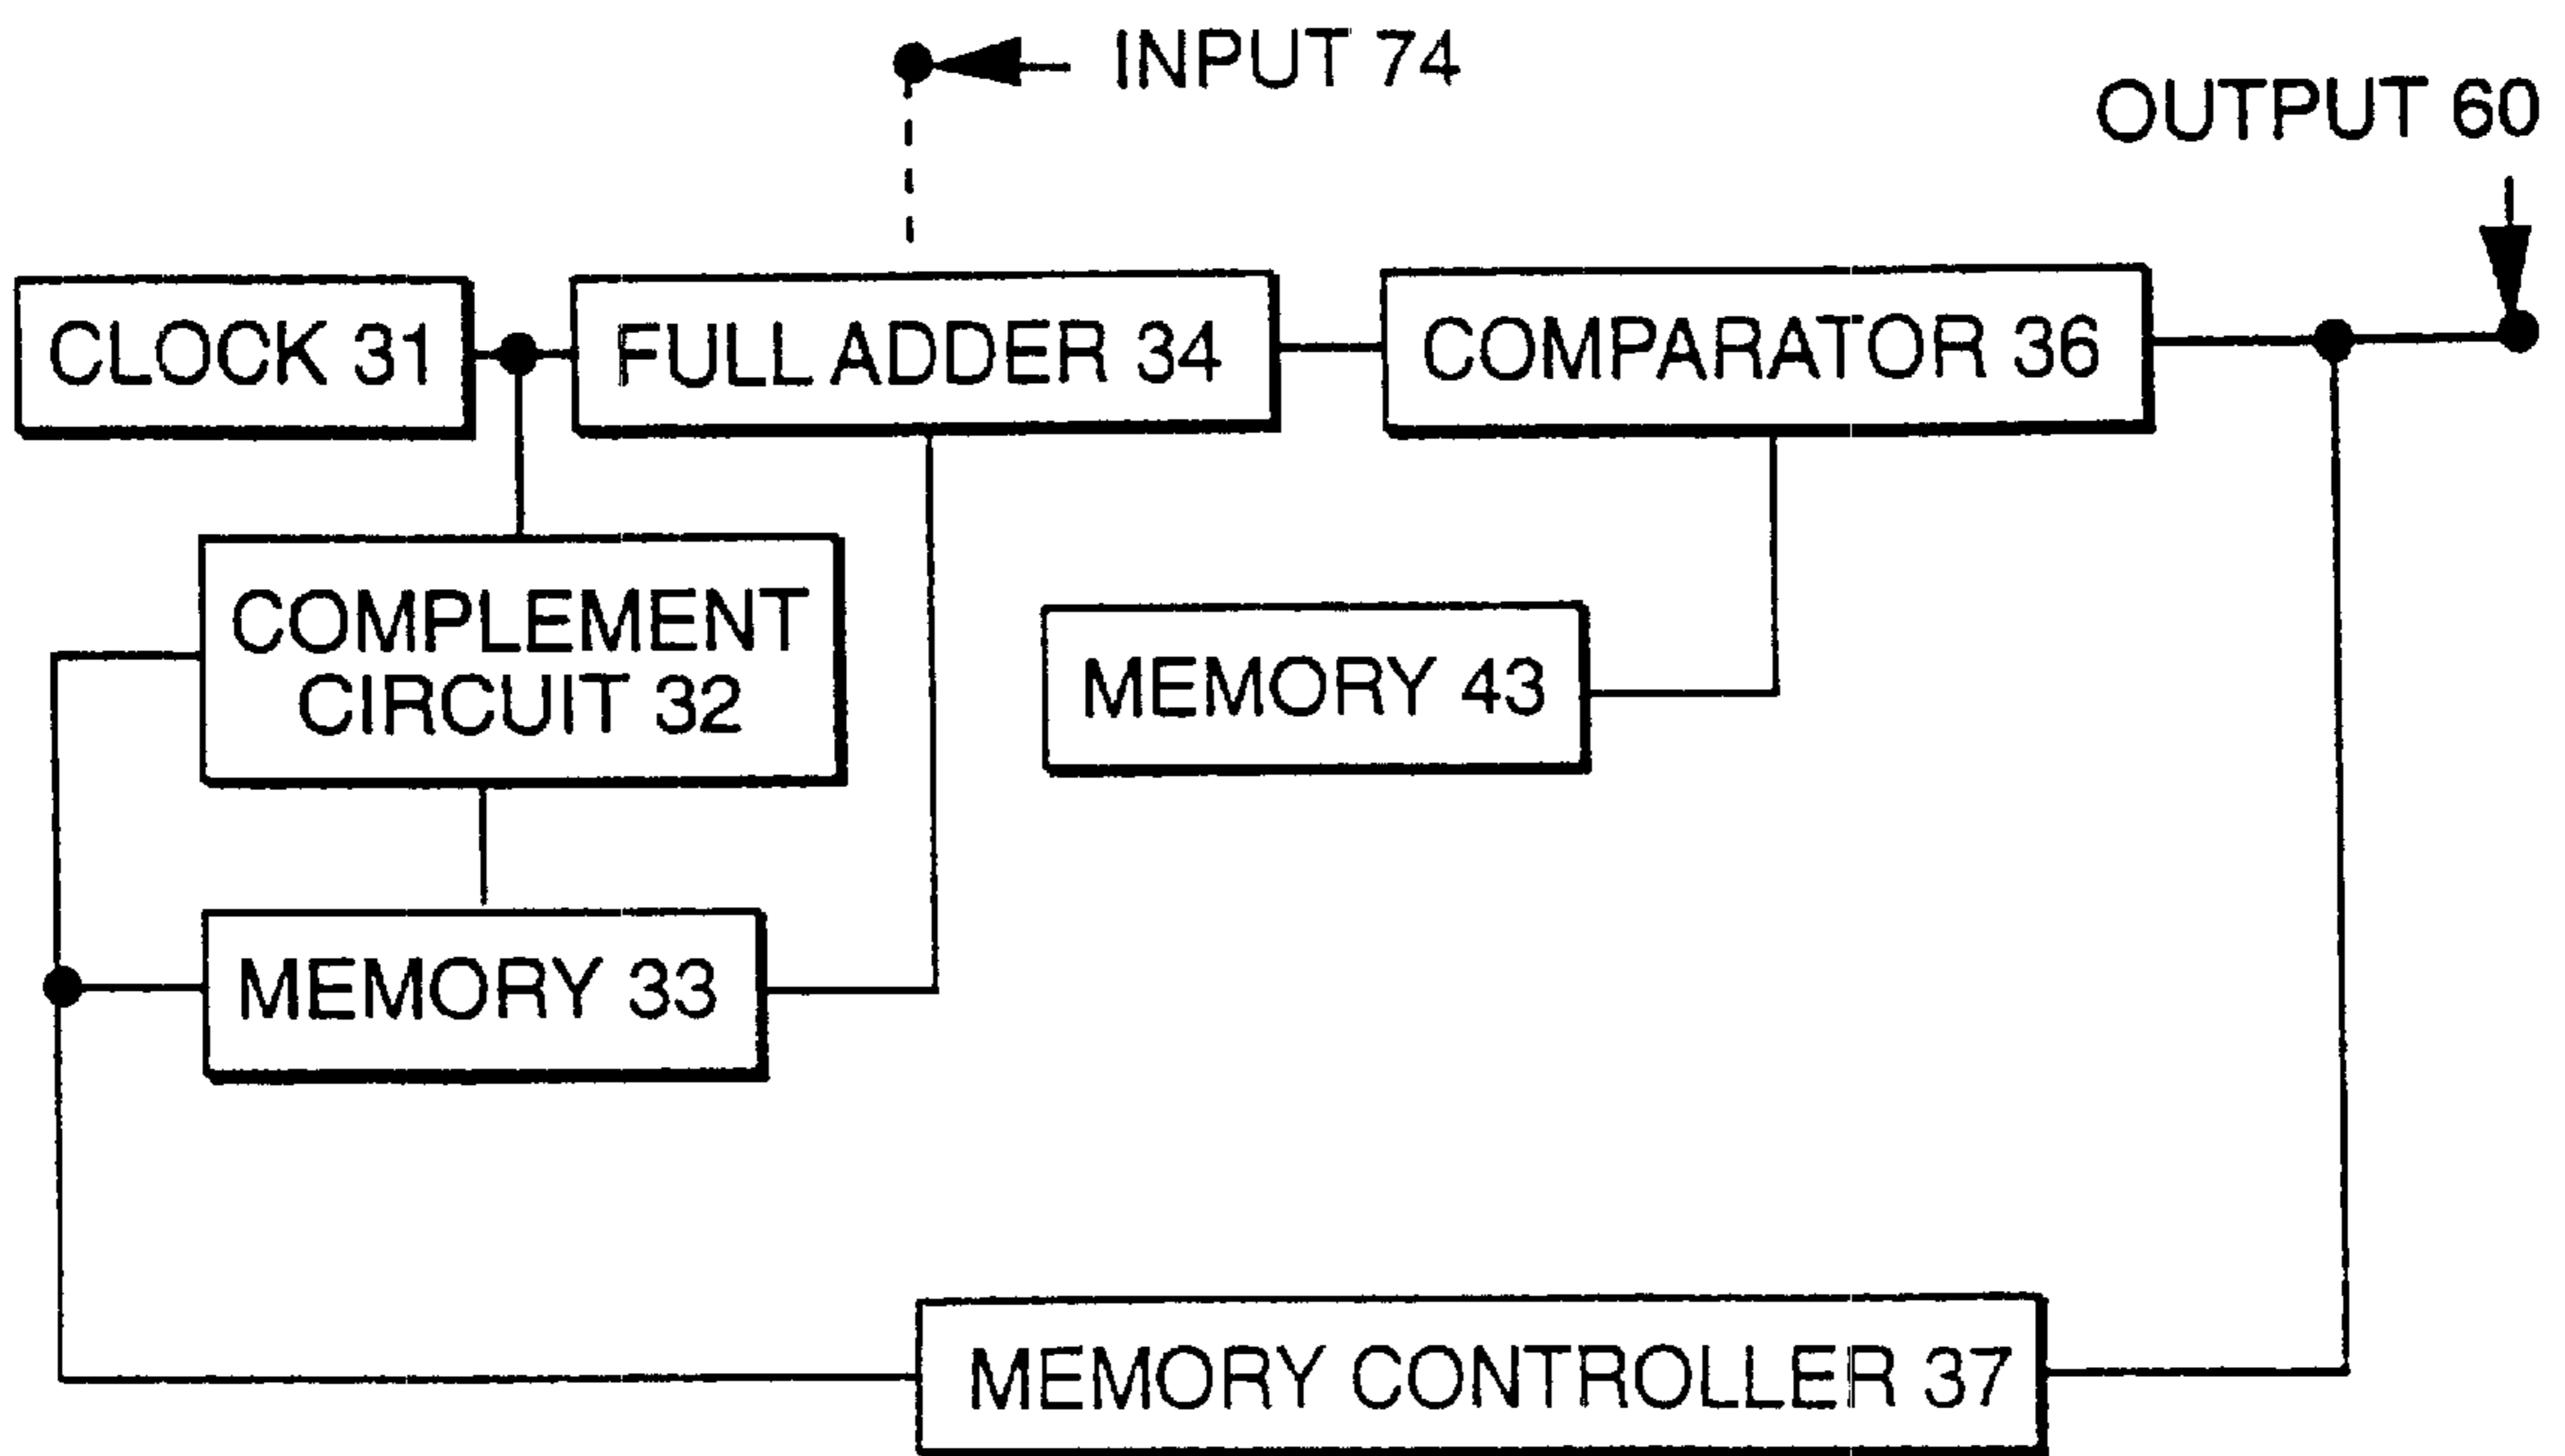 INPUT 74
OUTPUT 60
CLOCK 31
FULL ADDER 34
COMPARATOR 36
COMPLEMENT
CIRCUIT 32
MEMORY 43
MEMORY 33
MEMORY CONTROLLER 37